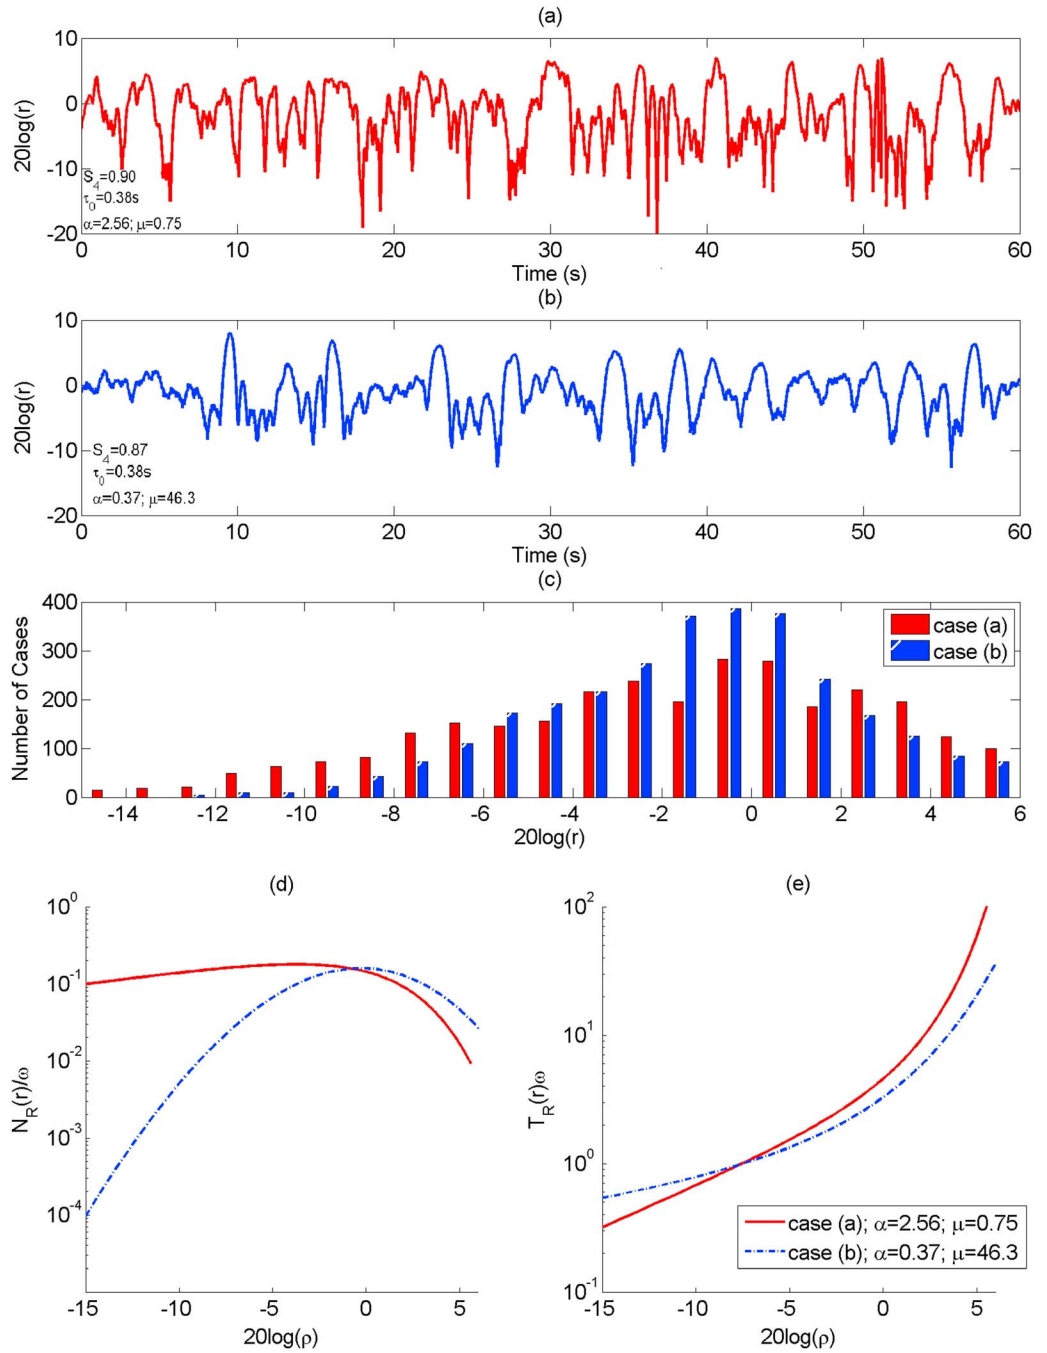 (a)
20log(r)
10
0
-10
-20
S4=0.90
τ0=0.38s
α=2.56; μ=0.75
0 10 20 30 40 50 60
Time (s)
(b)
20log(r)
10
0
-10
-20
S4=0.87
τ0=0.38s
α=0.37; μ=46.3
0 10 20 30 40 50 60
Time (s)
(c)
Number of Cases
400
300
200
100
0
case (a)
case (b)
-14 -12 -10 -8 -6 -4 -2 0 2 4 6
20log(r)
(d)
N_R(r)/ω
10^0
10^-1
10^-2
10^-3
10^-4
-15 -10 -5 0 5
20log(ρ)
(e)
T_R(r)ω
10^2
10^1
10^0
10^-1
case (a); α=2.56; μ=0.75
case (b); α=0.37; μ=46.3
-15 -10 -5 0 5
20log(ρ)